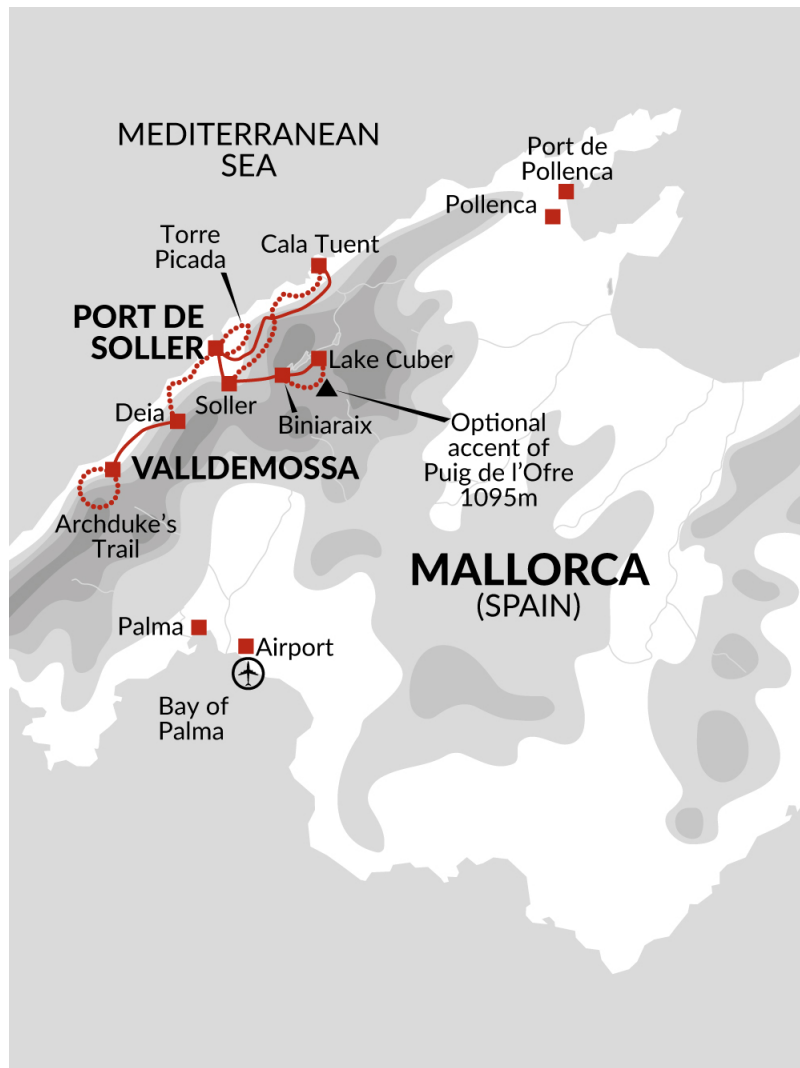 MEDITERRANEAN
SEA
Port de
Pollenca
Pollenca
Torre
Picada
Cala Tuent
PORT DE
SOLLER
Lake Cuber
Deia
Soller
Biniaraix
Optional
accent of
Puig de l’Ofre
1095m
VALLDEMOSSA
Archduke’s
Trail
MALLORCA
(SPAIN)
Palma
Airport
Bay of
Palma